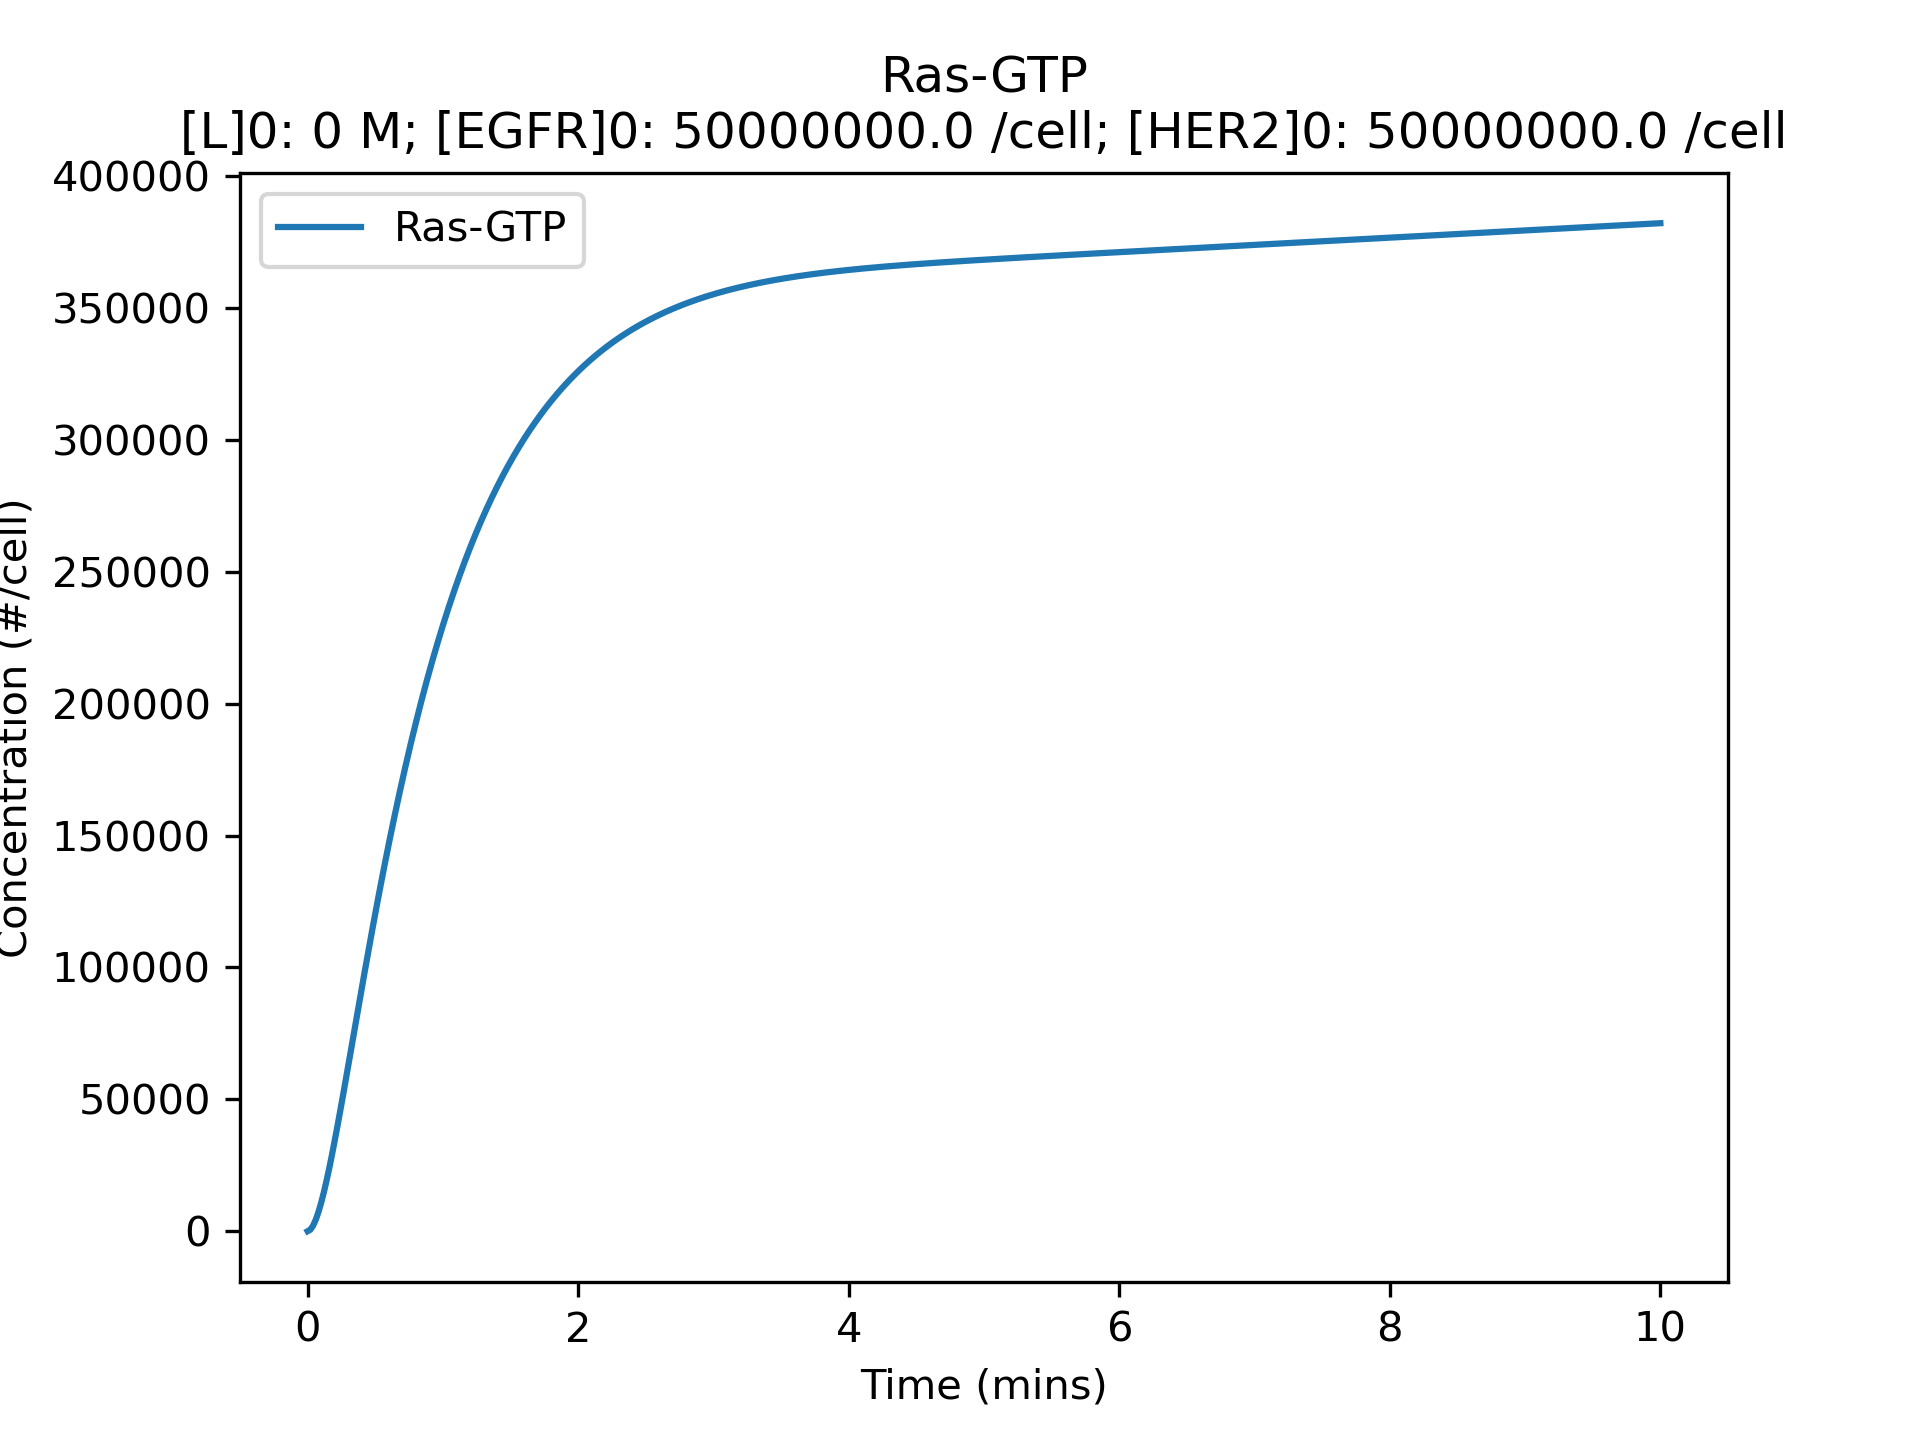 Ras-GTP
[L]0: 0 M; [EGFR]0: 50000000.0 /cell; [HER2]0: 50000000.0 /cell
Ras-GTP
400000
350000
300000
250000
200000
150000
100000
50000
0
Concentration (#/cell)
0 2 4 6 8 10
Time (mins)